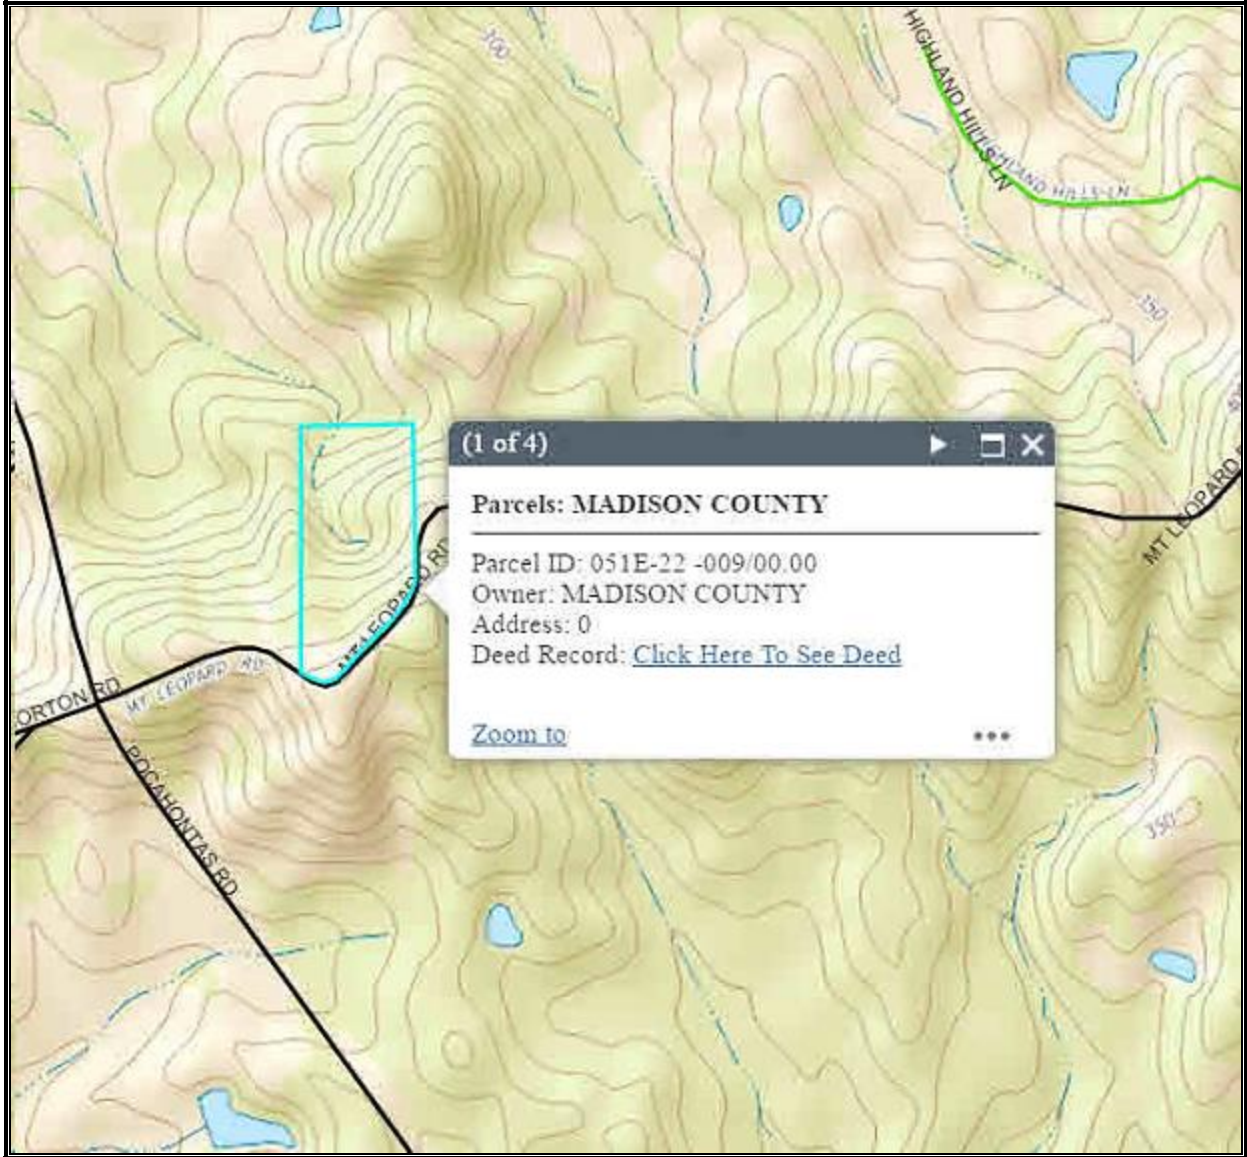 HIGHLAND HILLS LN
HIGHLAND HILLS LN
350
(1 of 4)
Parcels: MADISON COUNTY
Parcel ID: 051E-22 -009/00.00
Owner: MADISON COUNTY
Address: 0
Deed Record: Click Here To See Deed
Zoom to
MT LEOPARD RD
MT LEOPARD
MT LEOPARD RD
ORTON RD
POCAHONTAS RD
350